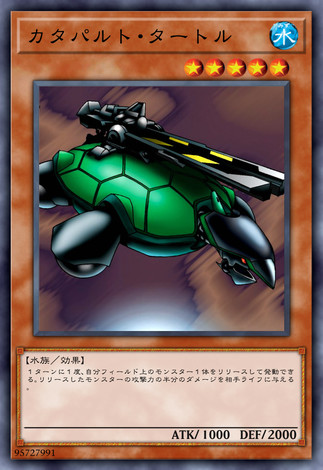 カタパルト・タートル
水
【水族／効果】
１ターンに１度、自分フィールド上のモンスター１体をリリースして発動でき
る。リリースしたモンスターの攻撃力の半分のダメージを相手ライフに与える
。
ATK/ 1000 DEF/ 2000
95727991